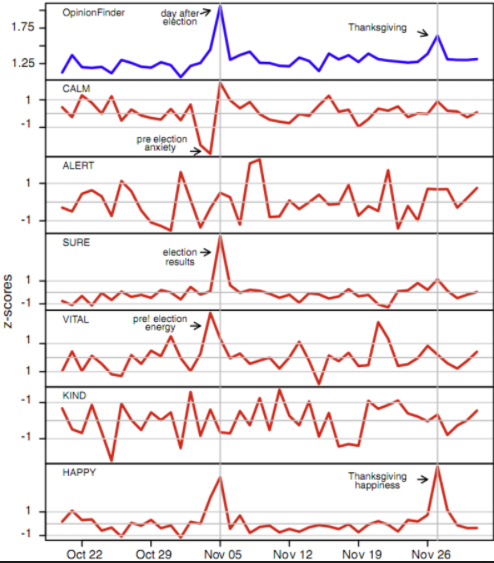 OpinionFinder
day after
election
Thanksgiving
1.75
1.25
CALM
1
-1
pre election
anxiety
ALERT
1
-1
SURE
election
results
1
-1
VITAL
pre! election
energy
1
1
KIND
-1
-1
HAPPY
Thanksgiving
happiness
1
-1
z-scores
Oct 22
Oct 29
Nov 05
Nov 12
Nov 19
Nov 26